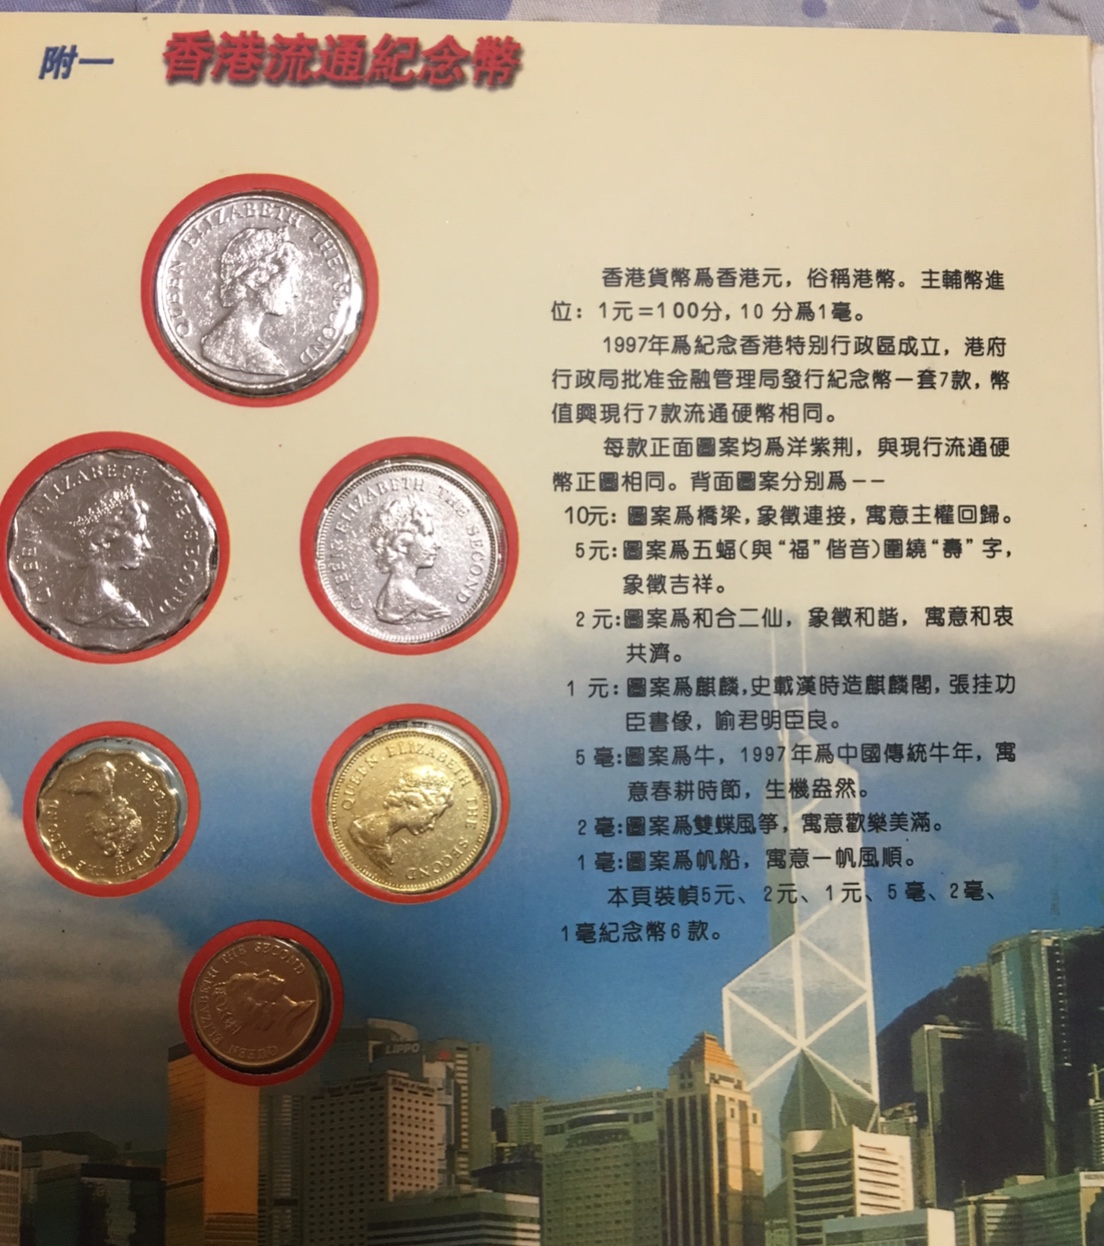 附一 香港流通紀念幣
香港貨幣爲香港元，俗稱港幣。主輔幣進
位：1元=100分,10分爲1毫。
1997年爲紀念香港特别行政區成立，港府
行政局批准金融管理局發行紀念幣一套7款，幣
值興現行7款流通硬幣相同。
每款正面圖案均爲洋紫荆，與現行流通硬
幣正圖相同。背面圖案分别爲--
10元：圖案爲橋梁，象徵連接，寓意主權回歸。
5元：圖案爲五蝠(與“福”偕音)圍繞“壽”字，
象徵吉祥。
2元：圖案爲和合二仙，象徵和諧，寓意和衷
共濟。
1元：圖案爲麒麟，史載漢時造麒麟閣，張挂功
臣書像，喻君明臣良。
5毫：圖案爲牛，1997年爲中國傳統牛年，寓
意春耕時節，生機盎然。
2毫：圖案爲雙蝶風筝，寓意歡樂美滿。
1毫：圖案爲帆船，寓意一帆風順。
本頁裝幀5元、2元、1元、5毫、2毫、
1毫紀念幣6款。
QUEEN ELIZABETH THE SECOND
QUEEN ELIZABETH THE SECOND
QUEEN ELIZABETH THE SECOND
QUEEN ELIZABETH THE SECOND
QUEEN ELIZABETH THE SECOND
QUEEN ELIZABETH THE SECOND
LIPPO
Bank of America